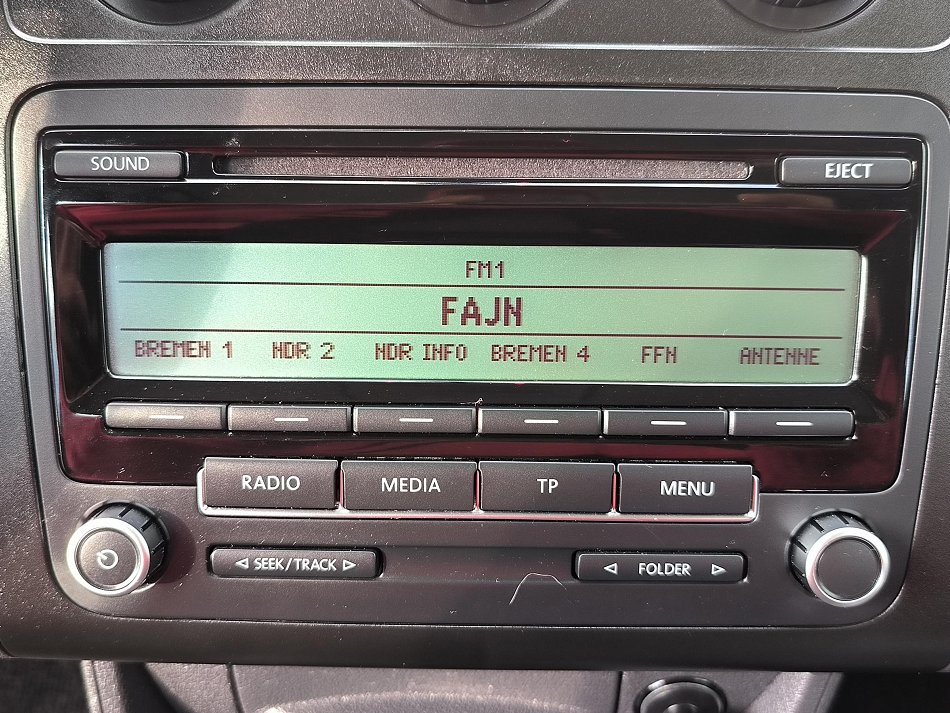 SOUND EJECT
FM1
FAJN
BREMEN 1 NDR 2 NDR INFO BREMEN 4 FFN ANTENNE
RADIO MEDIA TP MENU
SEEK/TRACK FOLDER